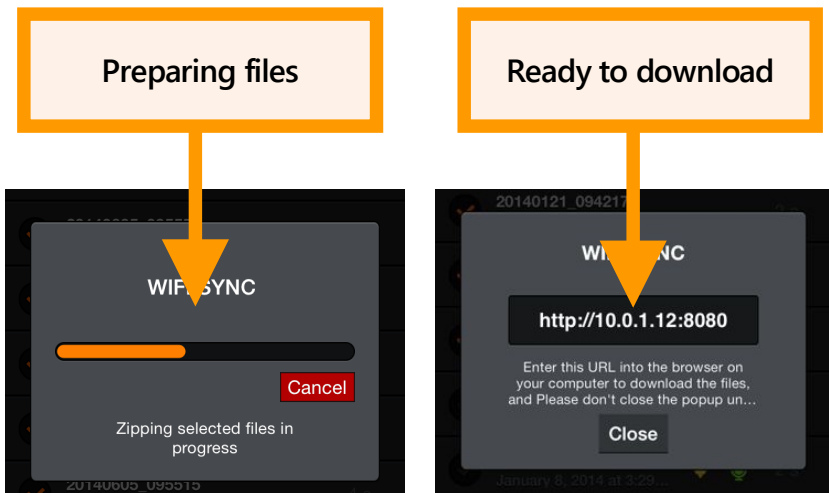 Preparing files
Ready to download
WIFI SYNC
Cancel
Zipping selected files in
progress
20140605_095515
20140121_094217
WIFI SYNC
http://10.0.1.12:8080
Enter this URL into the browser on
your computer to download the files,
and Please don't close the popup un...
Close
January 8, 2014 at 3:29...